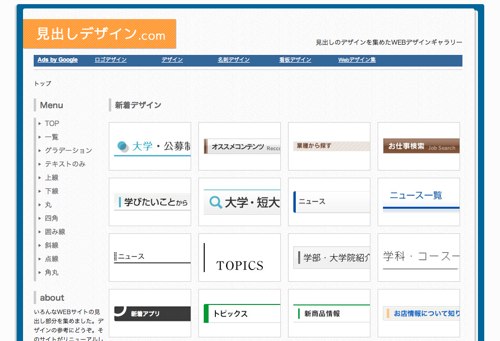 見出しデザイン.com
見出しのデザインを集めたWEBデザインギャラリー
Ads by Google ロゴデザイン デザイン 名刺デザイン 看板デザイン Webデザイン集
トップ
Menu
TOP
一覧
グラデーション
テキストのみ
上線
下線
丸
四角
囲み線
斜線
点線
角丸
about
いろんなWEBサイトの見
出し部分を集めました。デ
ザインの参考にどうぞ。そ
のサイトがリニューアルし
新着デザイン
大学・公募制
オススメコンテンツ Reco
業種から探す
お仕事検索 Job Search
学びたいことから
大学・短大
ニュース
ニュース一覧
ニュース
TOPICS
学部・大学院紹介
学科・コース
新着アプリ
トピックス
新商品情報
お店情報について知り